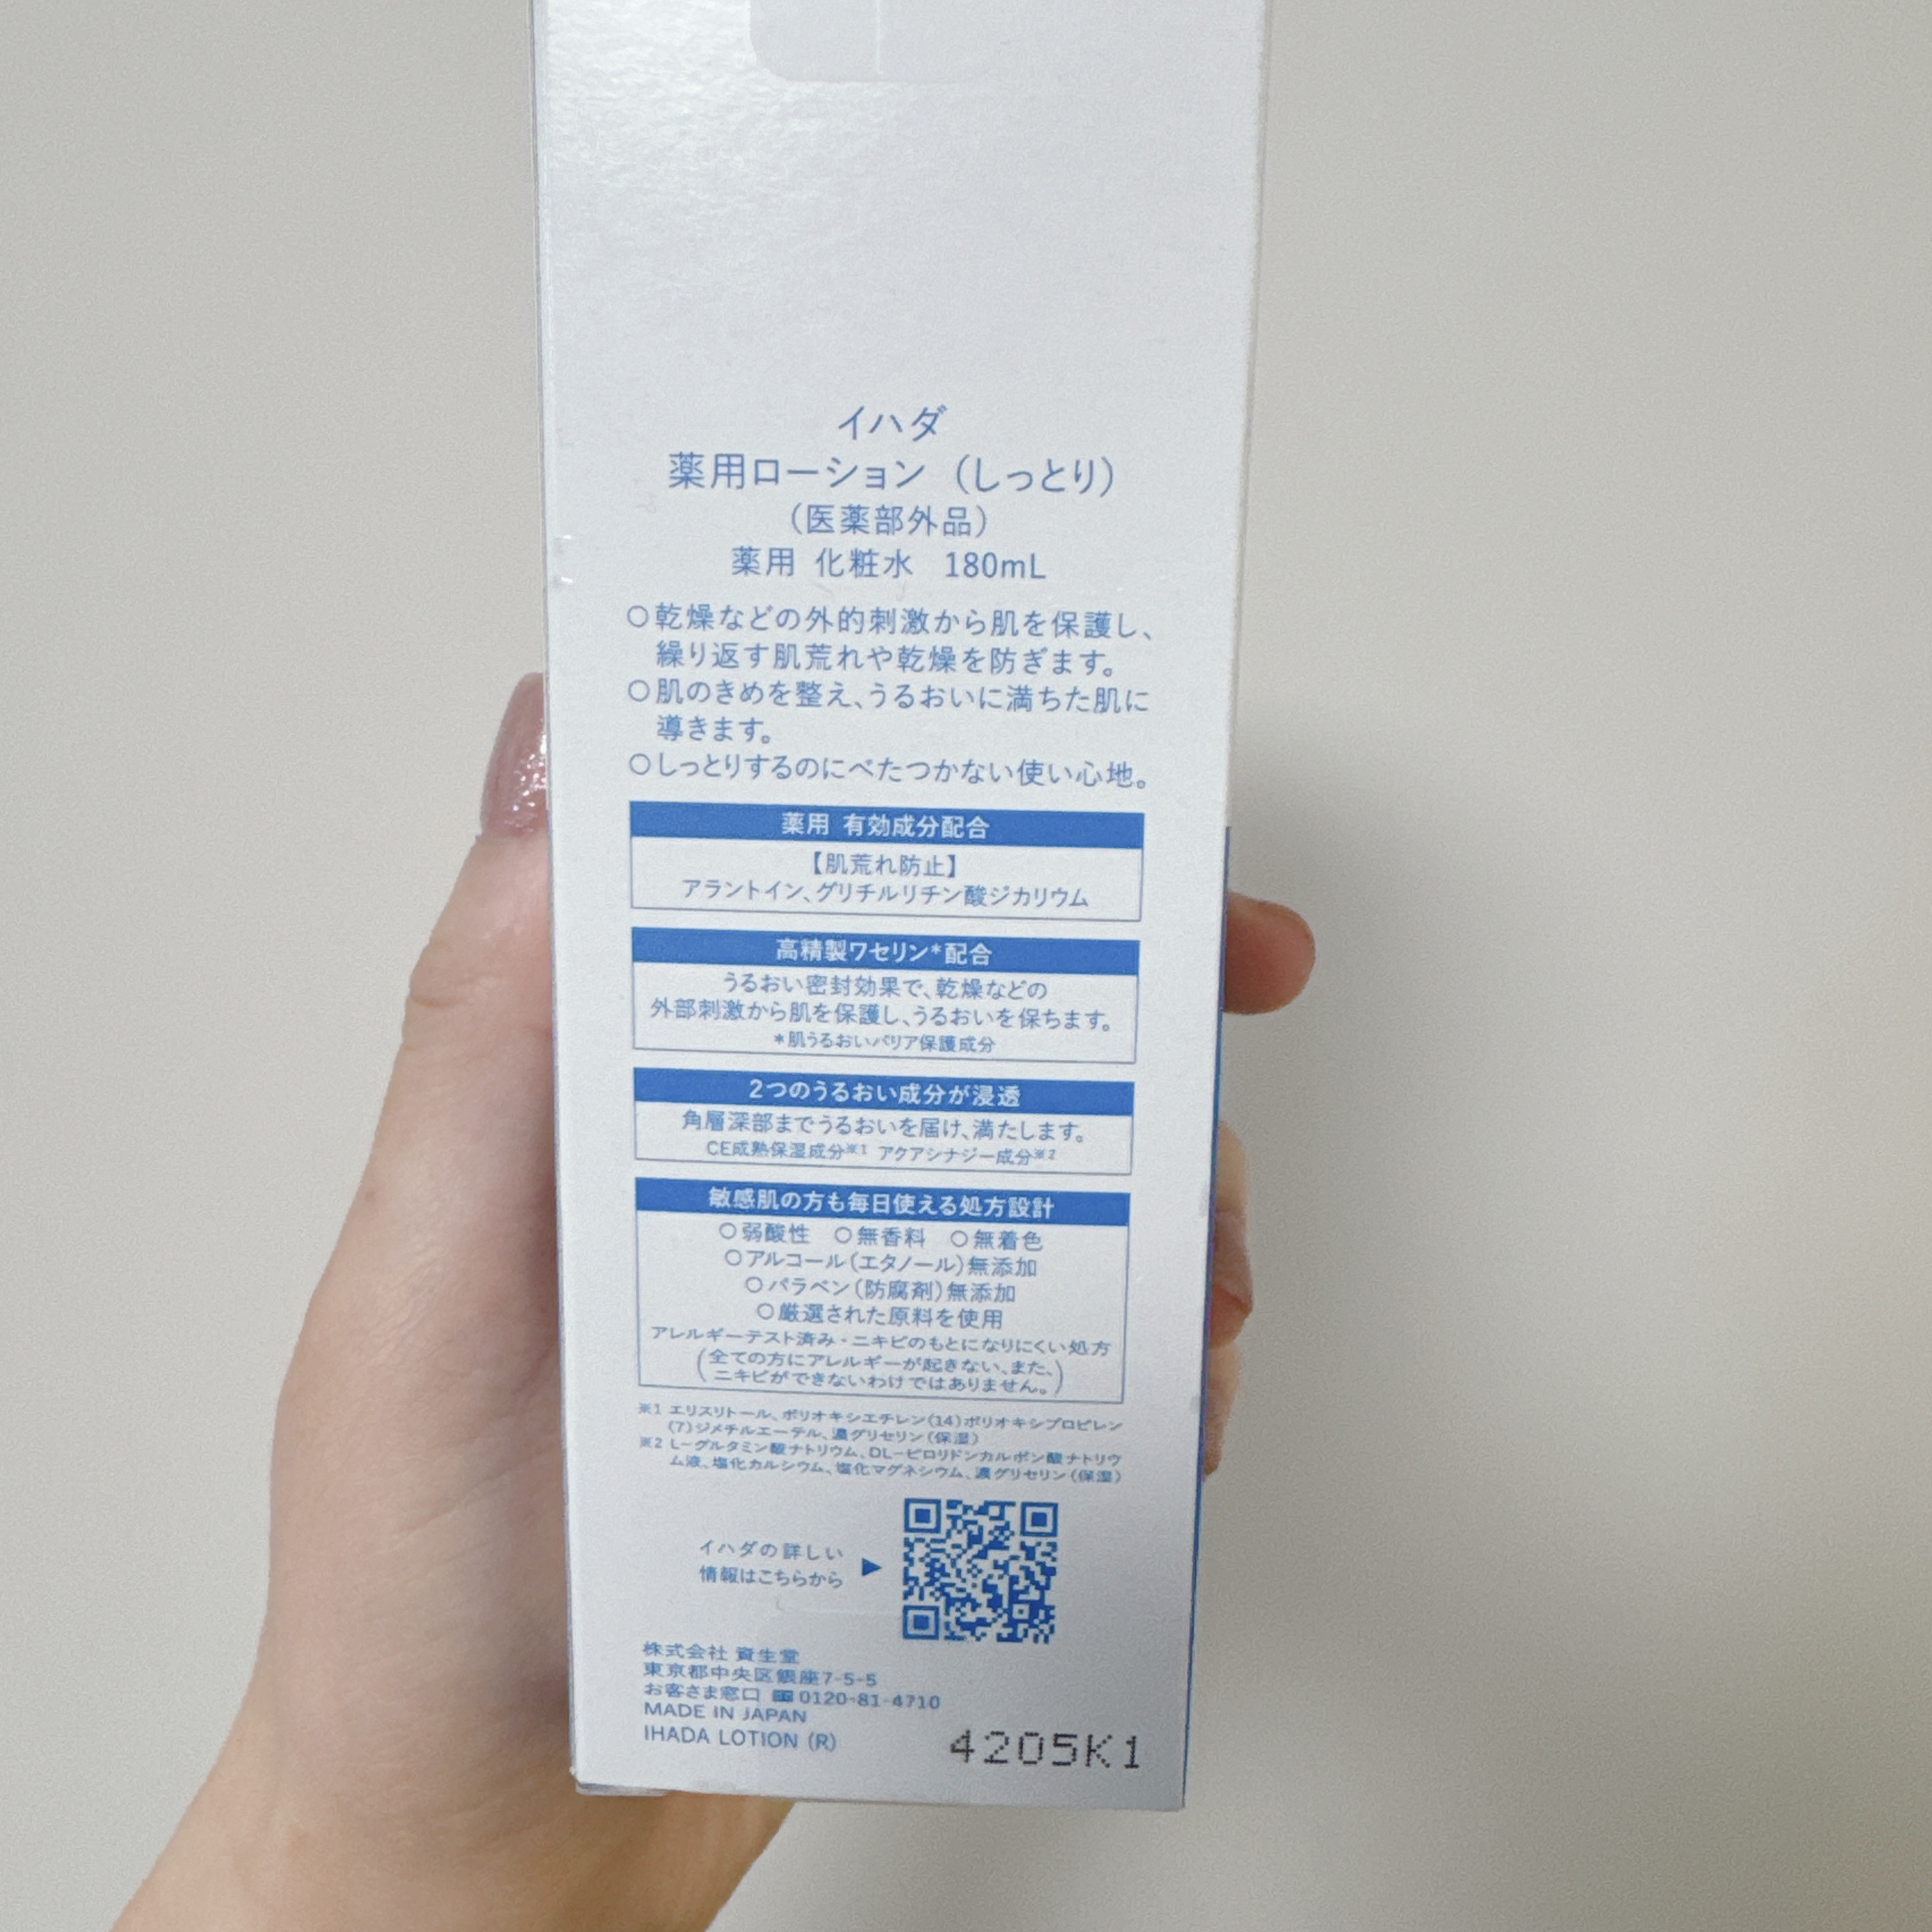 イハダ
薬用ローション（しっとり）
（医薬部外品）
薬用 化粧水 180mL
○乾燥などの外的刺激から肌を保護し、
繰り返す肌荒れや乾燥を防ぎます。
○肌のきめを整え、うるおいに満ちた肌に
導きます。
○しっとりするのにべたつかない使い心地。
薬用 有効成分配合
【肌荒れ防止】
アラントイン、グリチルリチン酸ジカリウム
高精製ワセリン*配合
うるおい密封効果で、乾燥などの
外部刺激から肌を保護し、うるおいを保ちます。
*肌うるおいバリア保護成分
2つのうるおい成分が浸透
角層深部までうるおいを届け、満たします。
CE成熟保湿成分※1 アクアシナジー成分※2
敏感肌の方も毎日使える処方設計
○弱酸性 ○無香料 ○無着色
○アルコール（エタノール）無添加
○パラベン（防腐剤）無添加
○厳選された原料を使用
アレルギーテスト済み・ニキビのもとになりにくい処方
（全ての方にアレルギーが起きない、また、
ニキビができないわけではありません。）
※1 エリスリトール、ポリオキシエチレン(14)ポリオキシプロピレン
(7)ジメチルエーテル、濃グリセリン（保湿）
※2 L－グルタミン酸ナトリウム、DL－ピロリドンカルボン酸ナトリウ
ム液、塩化カルシウム、塩化マグネシウム、濃グリセリン（保湿）
イハダの詳しい
情報はこちらから
株式会社 資生堂
東京都中央区銀座7-5-5
お客さま窓口 0120-81-4710
MADE IN JAPAN
IHADA LOTION (R)
4205K1